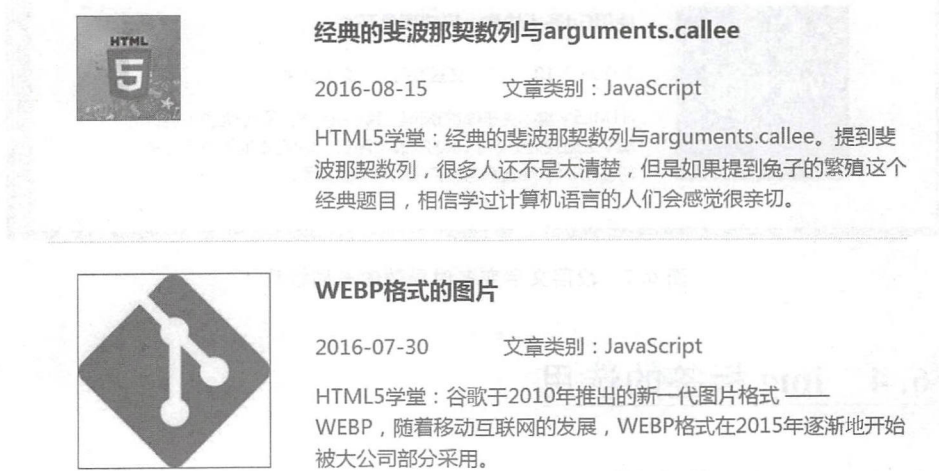 HTML
5
经典的斐波那契数列与arguments.callee
2016-08-15 文章类别：JavaScript
HTML5学堂：经典的斐波那契数列与arguments.callee。提到斐
波那契数列，很多人还不是太清楚，但是如果提到兔子的繁殖这个
经典题目，相信学过计算机语言的人们会感觉很亲切。
WEBP格式的图片
2016-07-30 文章类别：JavaScript
HTML5学堂：谷歌于2010年推出的新一代图片格式 ——
WEBP，随着移动互联网的发展，WEBP格式在2015年逐渐地开始
被大公司部分采用。